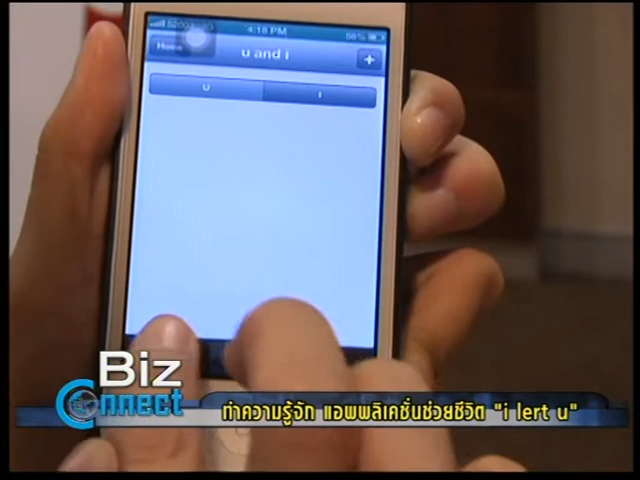 4:18 PM
56%
Home
u and i
+
U
i
Biz
Connect
ทำความรู้จัก แอพพลิเคชั่นช่วยชีวิต "i lert u"